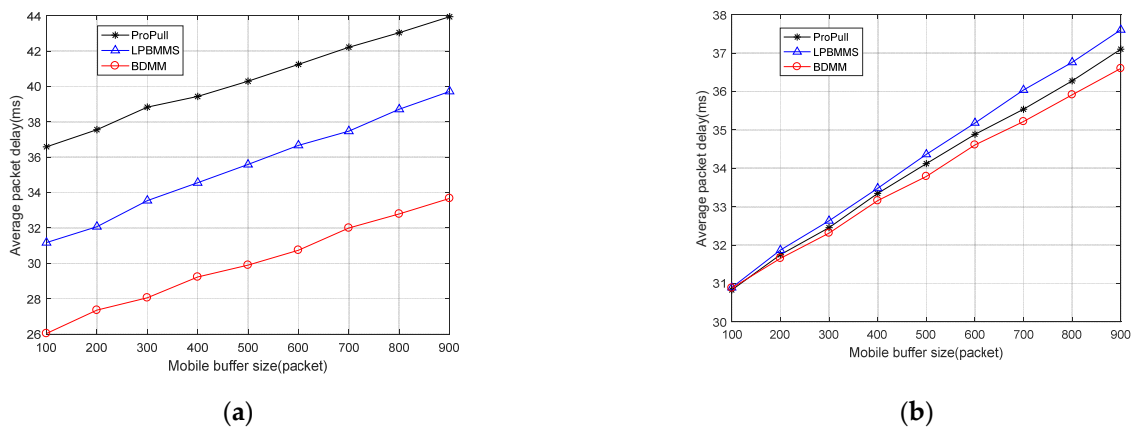 44
42
40
38
36
34
32
30
28
26
Average packet delay(ms)
ProPull
LPBMMS
BDMM
100 200 300 400 500 600 700 800 900
Mobile buffer size(packet)
(a)
38
37
36
35
34
33
32
31
30
Average packet delay(ms)
ProPull
LPBMMS
BDMM
100 200 300 400 500 600 700 800 900
Mobile buffer size(packet)
(b)